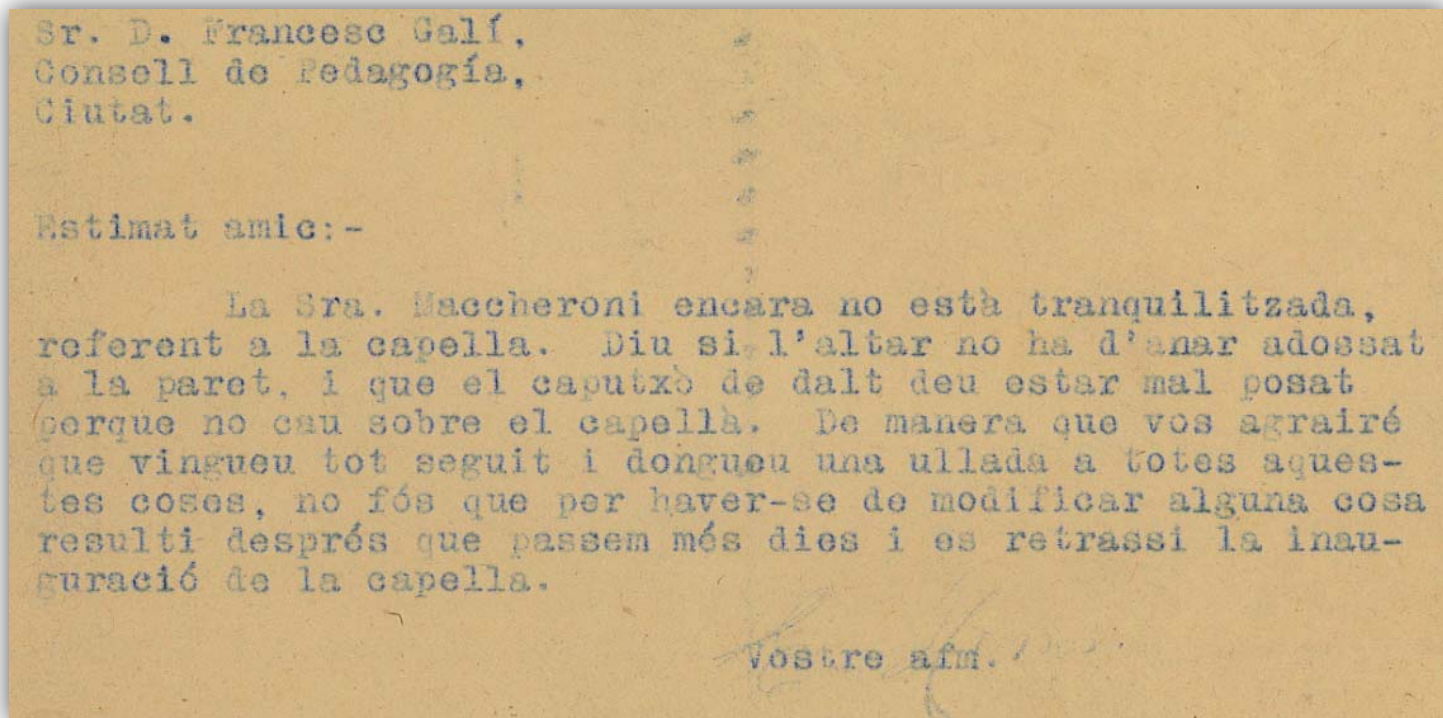 Sr. D. Francesc Galí,
Consell de Pedagogía,
Ciutat.
Estimat amic:-
La Sra. Maccheroni encara no està tranquilitzada,
referent a la capella. Diu si l'altar no ha d'anar adossat
a la paret, i que el caputxò de dalt deu estar mal posat
perque no cau sobre el capellà. De manera que vos agrairé
que vingueu tot seguit i dongueu una ullada a totes aques-
tes coses, no fós que per haver-se de modificar alguna cosa
resulti després que passem més dies i es retrassi la inau-
guració de la capella.
Vostre afm.